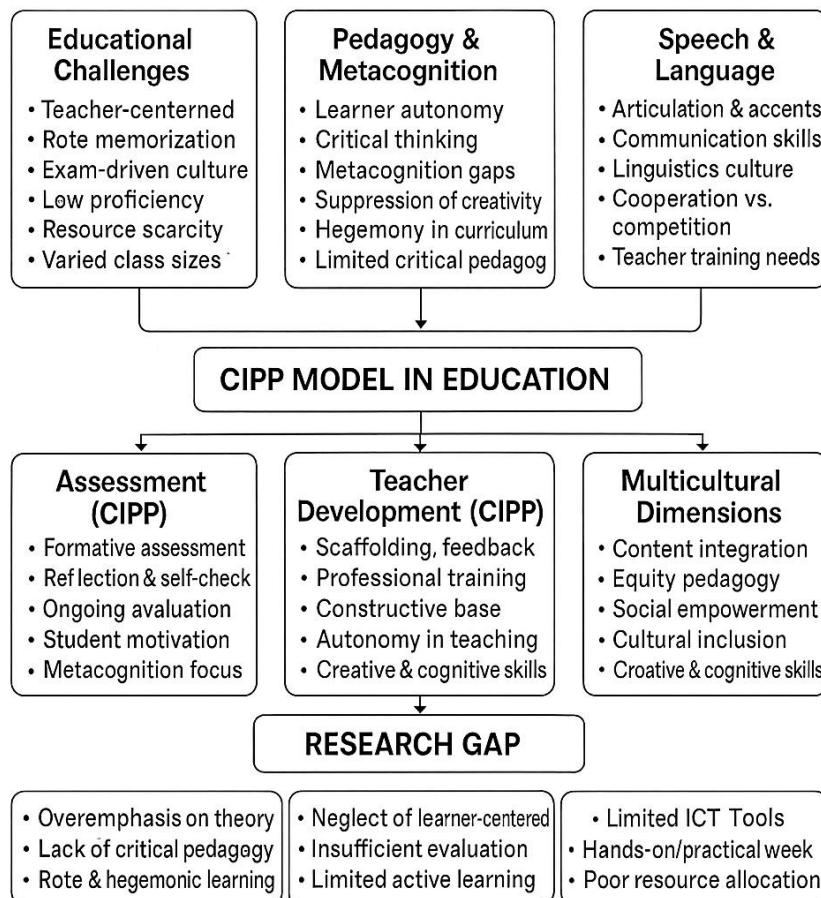 Educational
Challenges
• Teacher-centerned
• Rote memorization
• Exam-driven culture
• Low proficiency
• Resource scarcity
• Varied class sizes
Pedagogy &
Metacognition
• Learner autonomy
• Critical thinking
• Metacognition gaps
• Suppression of creativity
• Hegemony in curriculum
• Limited critical pedagog
Speech &
Language
• Articulation & accents
• Communication skills
• Linguistics culture
• Cooperation vs.
competition
• Teacher training needs
CIPP MODEL IN EDUCATION
Assessment
(CIPP)
• Formative assessment
• Reflection & self-check
• Ongoing avaluation
• Student motivation
• Metacognition focus
Teacher
Development (CIPP)
• Scaffolding, feedback
• Professional training
• Constructive base
• Autonomy in teaching
• Creative & cognitive skills
Multicultural
Dimensions
• Content integration
• Equity pedagogy
• Social empowerment
• Cultural inclusion
• Croative & cognitive skills
RESEARCH GAP
• Overemphasis on theory
• Lack of critical pedagogy
• Rote & hegemonic learning
• Neglect of learner-centered
• Insufficient evaluation
• Limited active learning
• Limited ICT Tools
• Hands-on/practical week
• Poor resource allocation